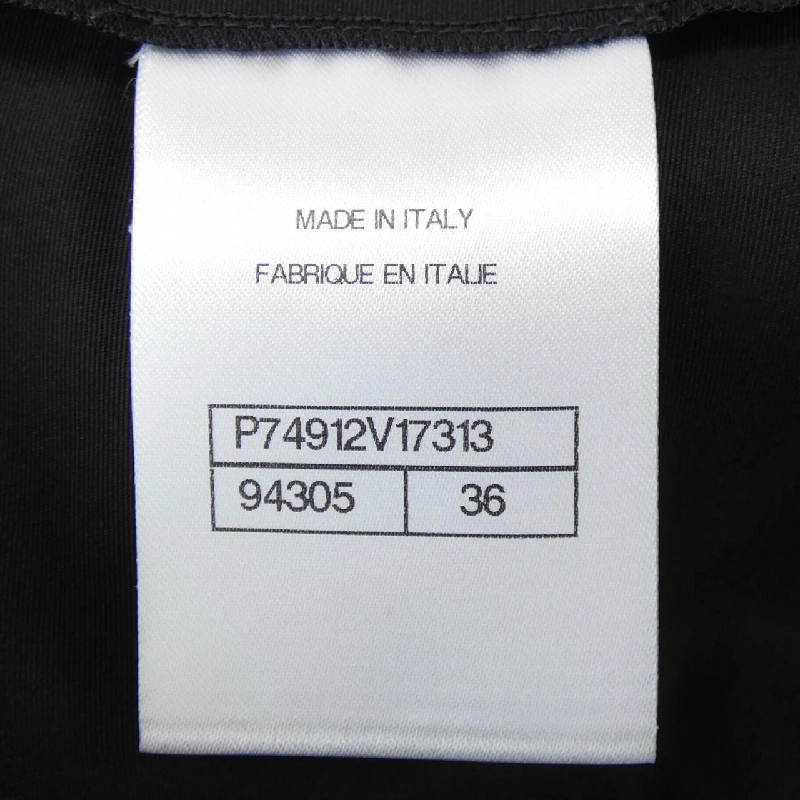 MADE IN ITALY
FABRIQUE EN ITALIE
P74912V17313
94305 36